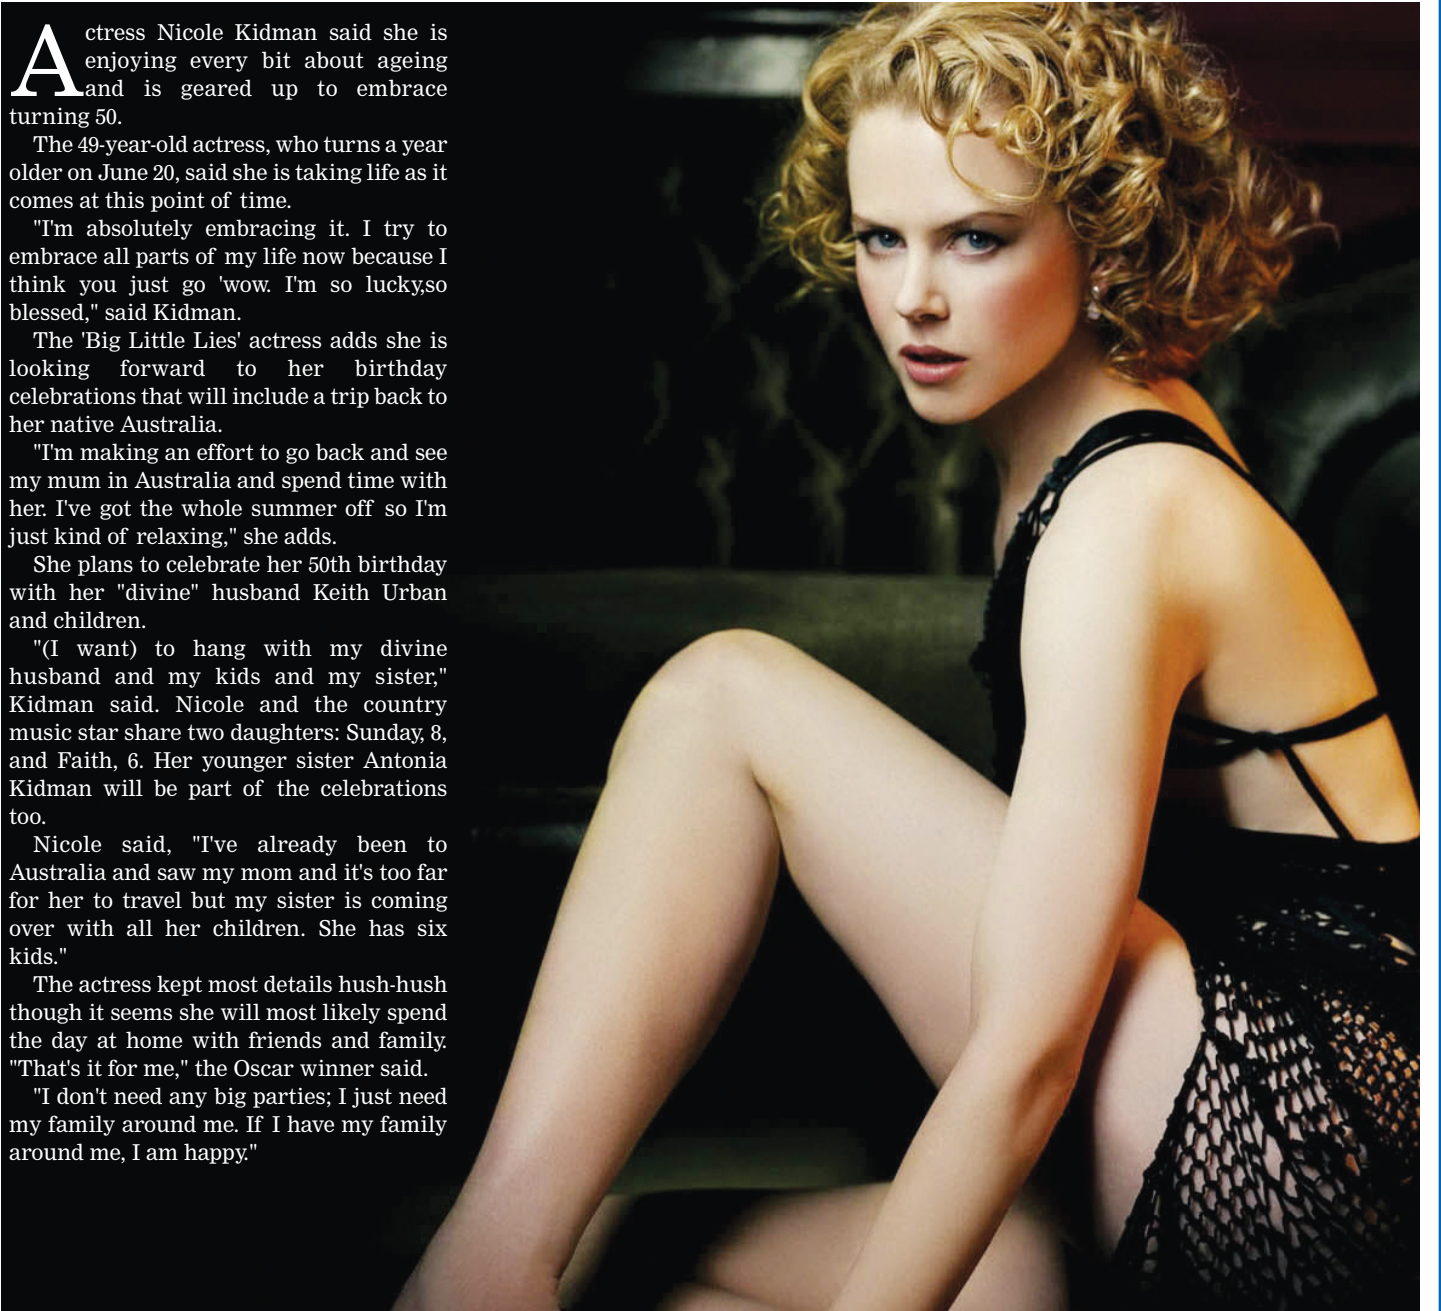 Actress Nicole Kidman said she is
enjoying every bit about ageing
and is geared up to embrace
turning 50.
The 49-year-old actress, who turns a year
older on June 20, said she is taking life as it
comes at this point of time.
"I'm absolutely embracing it. I try to
embrace all parts of my life now because I
think you just go 'wow. I'm so lucky,so
blessed," said Kidman.
The 'Big Little Lies' actress adds she is
looking forward to her birthday
celebrations that will include a trip back to
her native Australia.
"I'm making an effort to go back and see
my mum in Australia and spend time with
her. I've got the whole summer off so I'm
just kind of relaxing," she adds.
She plans to celebrate her 50th birthday
with her "divine" husband Keith Urban
and children.
"(I want) to hang with my divine
husband and my kids and my sister,"
Kidman said. Nicole and the country
music star share two daughters: Sunday, 8,
and Faith, 6. Her younger sister Antonia
Kidman will be part of the celebrations
too.
Nicole said, "I've already been to
Australia and saw my mom and it's too far
for her to travel but my sister is coming
over with all her children. She has six
kids."
The actress kept most details hush-hush
though it seems she will most likely spend
the day at home with friends and family.
"That's it for me," the Oscar winner said.
"I don't need any big parties; I just need
my family around me. If I have my family
around me, I am happy."